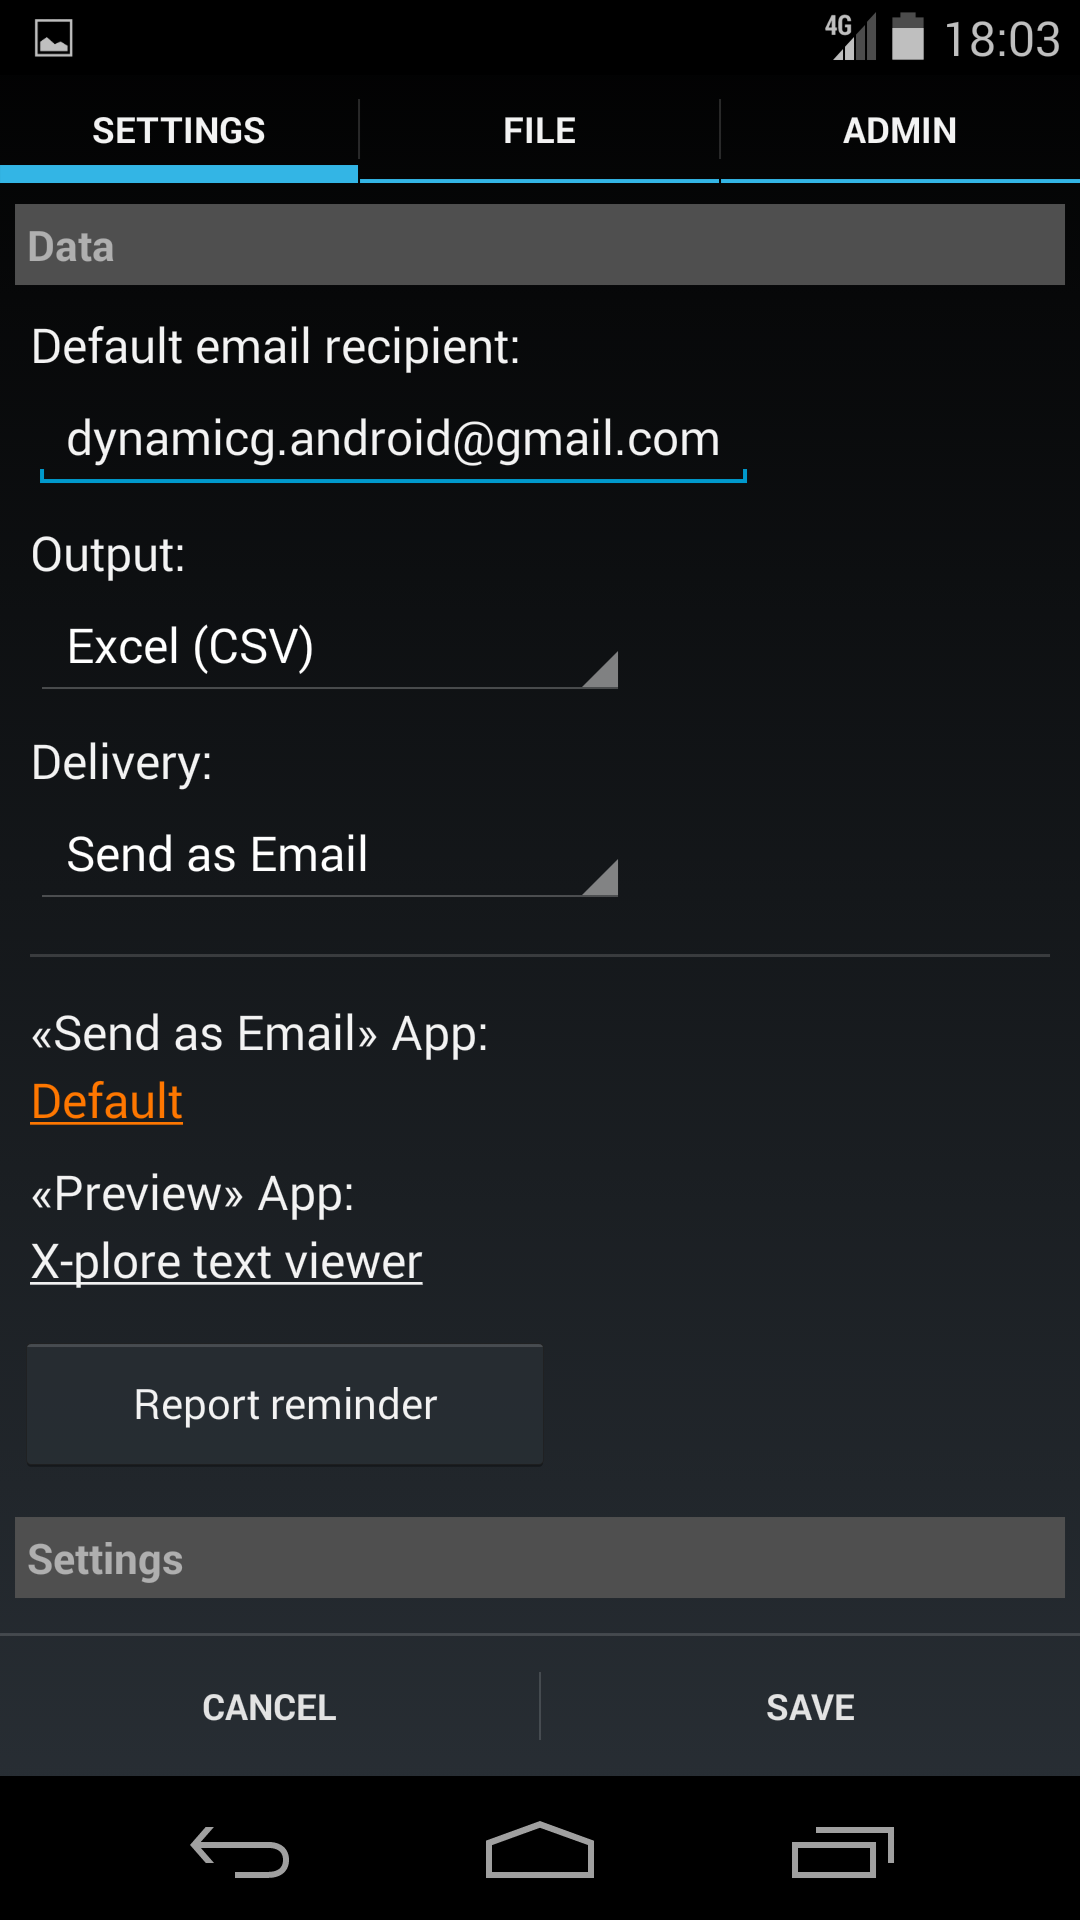 4G 18:03
SETTINGS FILE ADMIN
Data
Default email recipient:
dynamicg.android@gmail.com
Output:
Excel (CSV)
Delivery:
Send as Email
«Send as Email» App:
Default
«Preview» App:
X-plore text viewer
Report reminder
Settings
CANCEL SAVE